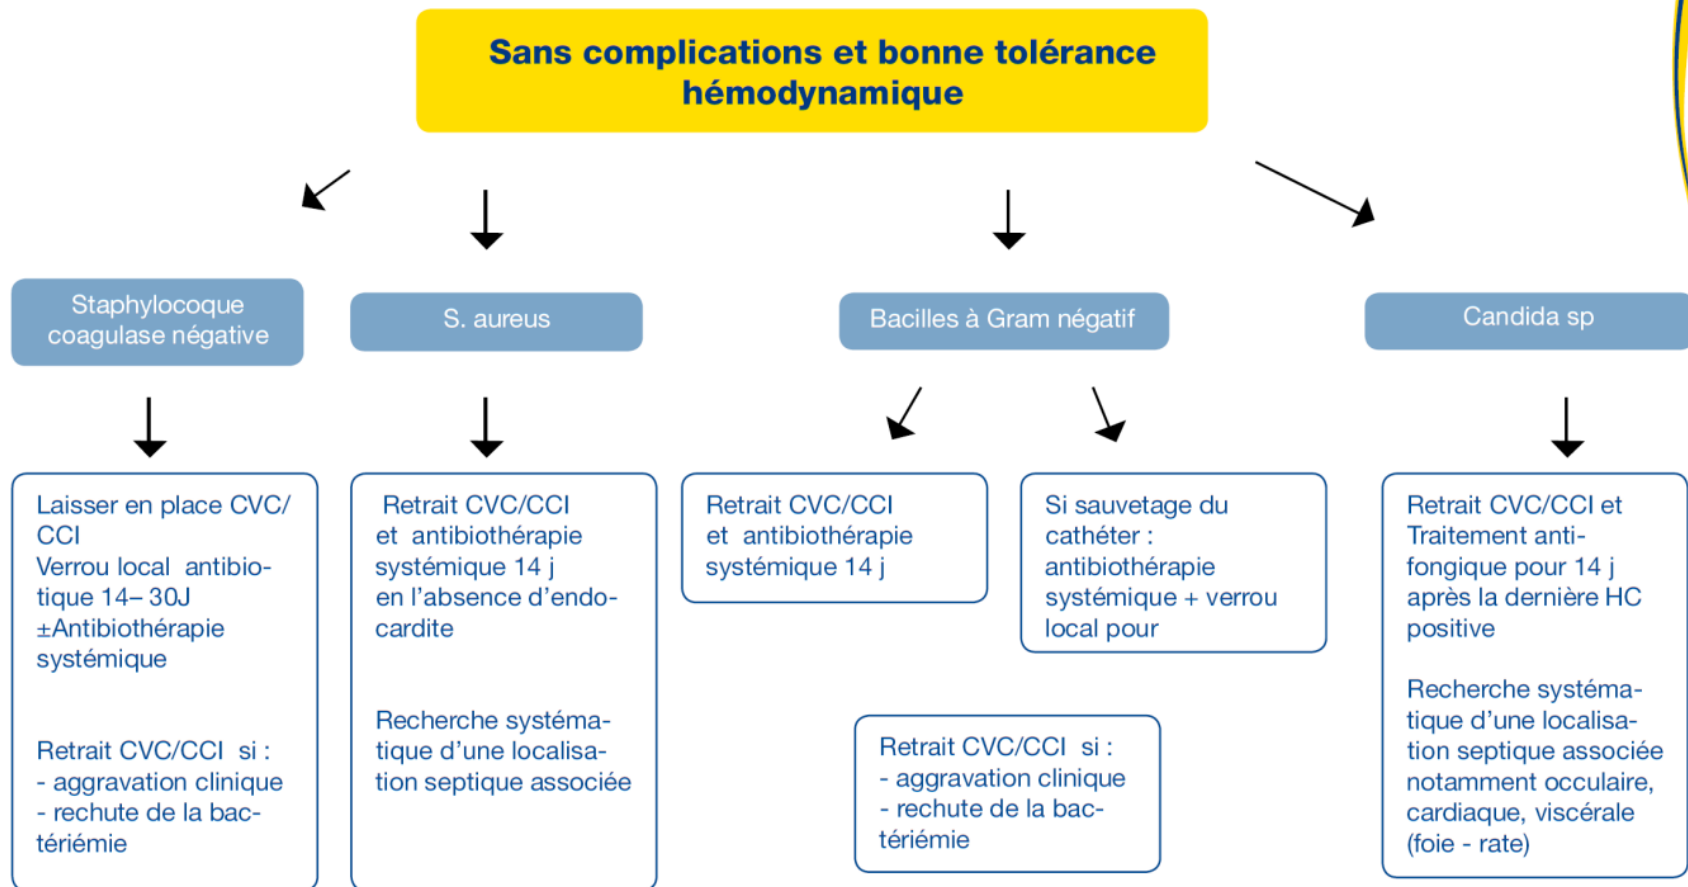 Sans complications et bonne tolérance
hémodynamique
Staphylocoque
coagulase négative
S. aureus
Bacilles à Gram négatif
Candida sp
Laisser en place CVC/
CCI
Verrou local antibio-
tique 14– 30J
±Antibiothérapie
systémique
Retrait CVC/CCI si :
- aggravation clinique
- rechute de la bac-
tériémie
Retrait CVC/CCI
et antibiothérapie
systémique 14 j
en l’absence d’endo-
cardite
Recherche systéma-
tique d’une localisa-
tion septique associée
Retrait CVC/CCI
et antibiothérapie
systémique 14 j
Si sauvetage du
cathéter :
antibiothérapie
systémique + verrou
local pour
Retrait CVC/CCI si :
- aggravation clinique
- rechute de la bac-
tériémie
Retrait CVC/CCI et
Traitement anti-
fongique pour 14 j
après la dernière HC
positive
Recherche systéma-
tique d’une localisa-
tion septique associée
notamment occulaire,
cardiaque, viscérale
(foie - rate)